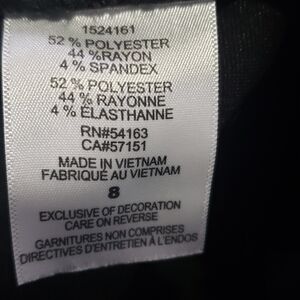 1524161
52 % POLYESTER
44 %RAYON
4 % SPANDEX
52 % POLYESTER
44 % RAYONNE
4 % ÉLASTHANNE
RN#54163
CA#57151
MADE IN VIETNAM
FABRIQUÉ AU VIETNAM
8
EXCLUSIVE OF DECORATION
CARE ON REVERSE
GARNITURES NON COMPRISES
DIRECTIVES D'ENTRETIEN À L'ENDOS